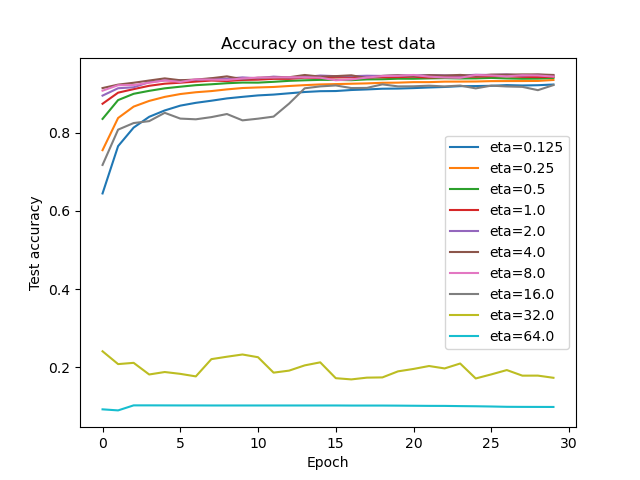 Accuracy on the test data
Test accuracy
0.8
0.6
0.4
0.2
eta=0.125
eta=0.25
eta=0.5
eta=1.0
eta=2.0
eta=4.0
eta=8.0
eta=16.0
eta=32.0
eta=64.0
0 5 10 15 20 25 30
Epoch